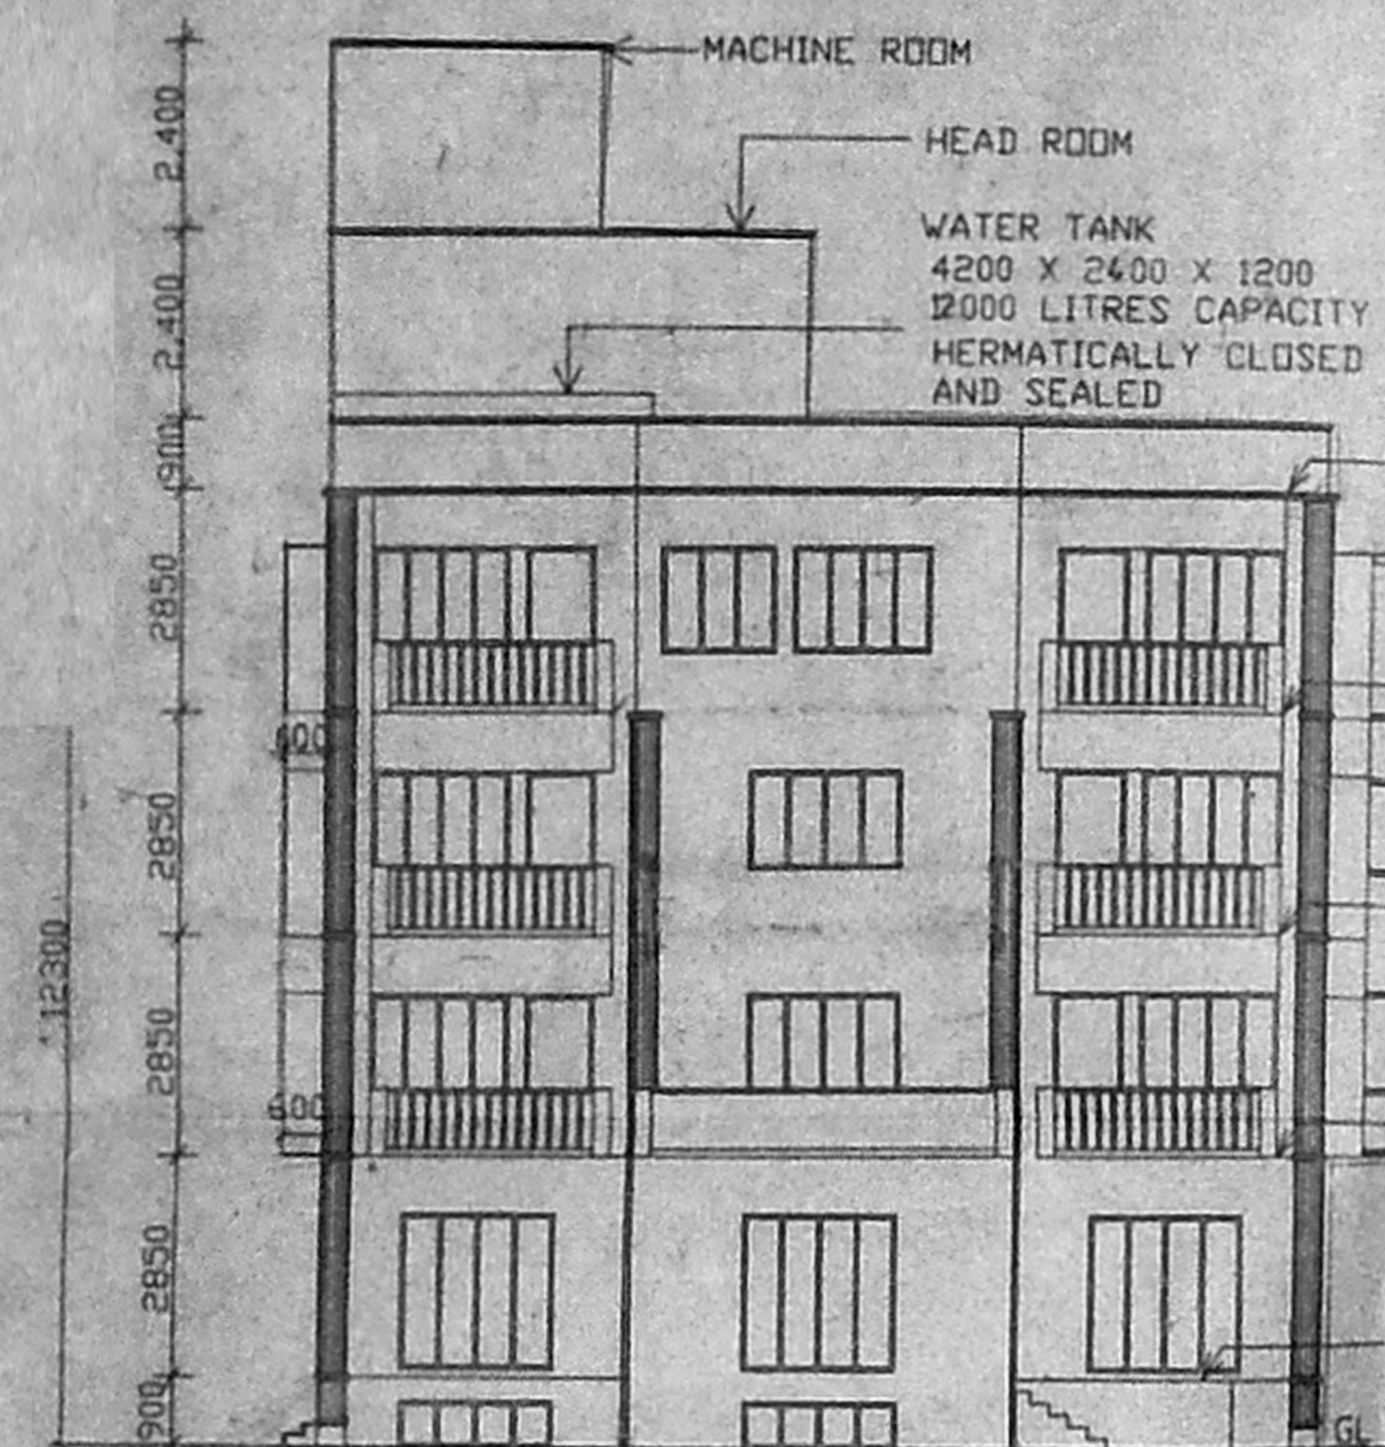 MACHINE ROOM
HEAD ROOM
WATER TANK
4200 X 2400 X 1200
12000 LITRES CAPACITY
HERMATICALLY CLOSED
AND SEALED
2.400
2.400
900
2850
600
2850
12300
2850
600
2850
900
GL